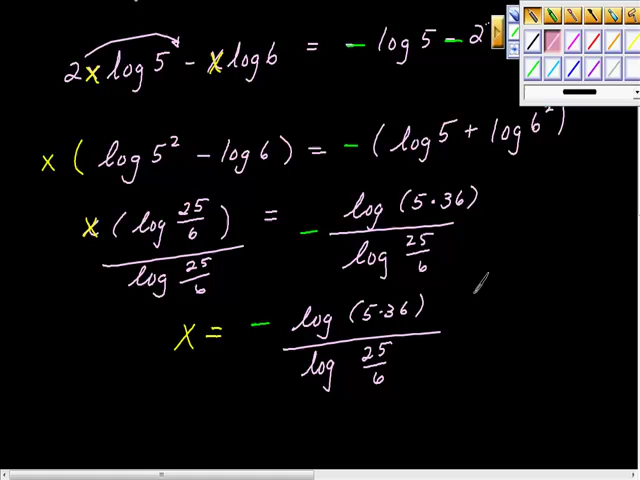 2x log 5 - x log 6 = - log 5 - 2
x ( log 5² - log 6 ) = - ( log 5 + log 6² )
x ( log 25/6 ) / log 25/6 = - log (5·36) / log 25/6
x = - log (5·36) / log 25/6